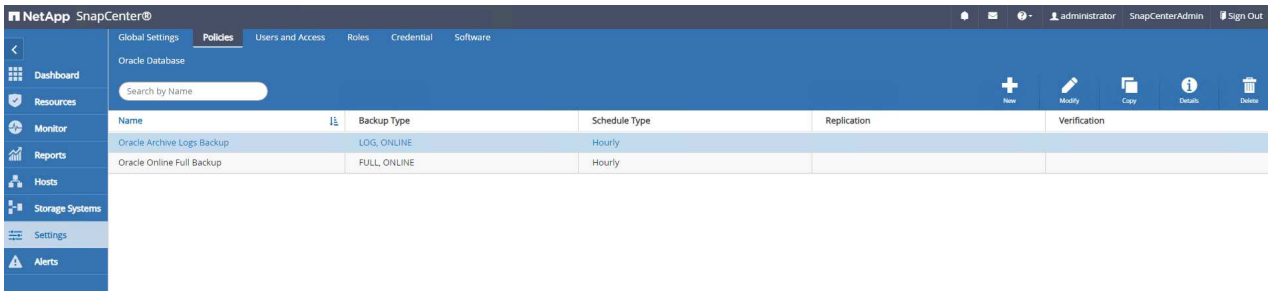 NetApp SnapCenter® administrator SnapCenterAdmin Sign Out
Global Settings Policies Users and Access Roles Credential Software
Oracle Database
Dashboard
Search by Name
New Modify Copy Details Delete
Resources
Name Backup Type Schedule Type Replication Verification
Monitor
Oracle Archive Logs Backup LOG, ONLINE Hourly
Reports
Oracle Online Full Backup FULL, ONLINE Hourly
Hosts
Storage Systems
Settings
Alerts